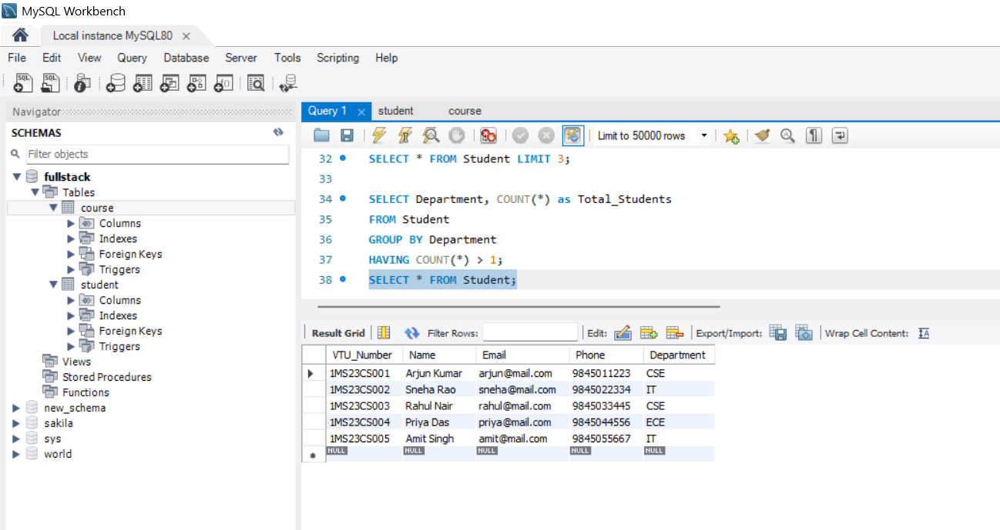 MySQL Workbench
Local instance MySQL80
File Edit View Query Database Server Tools Scripting Help
SQL SQL
Navigator
SCHEMAS
Filter objects
fullstack
Tables
course
Columns
Indexes
Foreign Keys
Triggers
student
Columns
Indexes
Foreign Keys
Triggers
Views
Stored Procedures
Functions
new_schema
sakila
sys
world
Query 1 student course
Limit to 50000 rows
32 SELECT * FROM Student LIMIT 3;
33
34 SELECT Department, COUNT(*) as Total_Students
35 FROM Student
36 GROUP BY Department
37 HAVING COUNT(*) > 1;
38 SELECT * FROM Student;
Result Grid Filter Rows: Edit: Export/Import: Wrap Cell Content:
VTU_Number Name Email Phone Department
1MS23CS001 Arjun Kumar arjun@mail.com 9845011223 CSE
1MS23CS002 Sneha Rao sneha@mail.com 9845022334 IT
1MS23CS003 Rahul Nair rahul@mail.com 9845033445 CSE
1MS23CS004 Priya Das priya@mail.com 9845044556 ECE
1MS23CS005 Amit Singh amit@mail.com 9845055667 IT
NULL NULL NULL NULL NULL